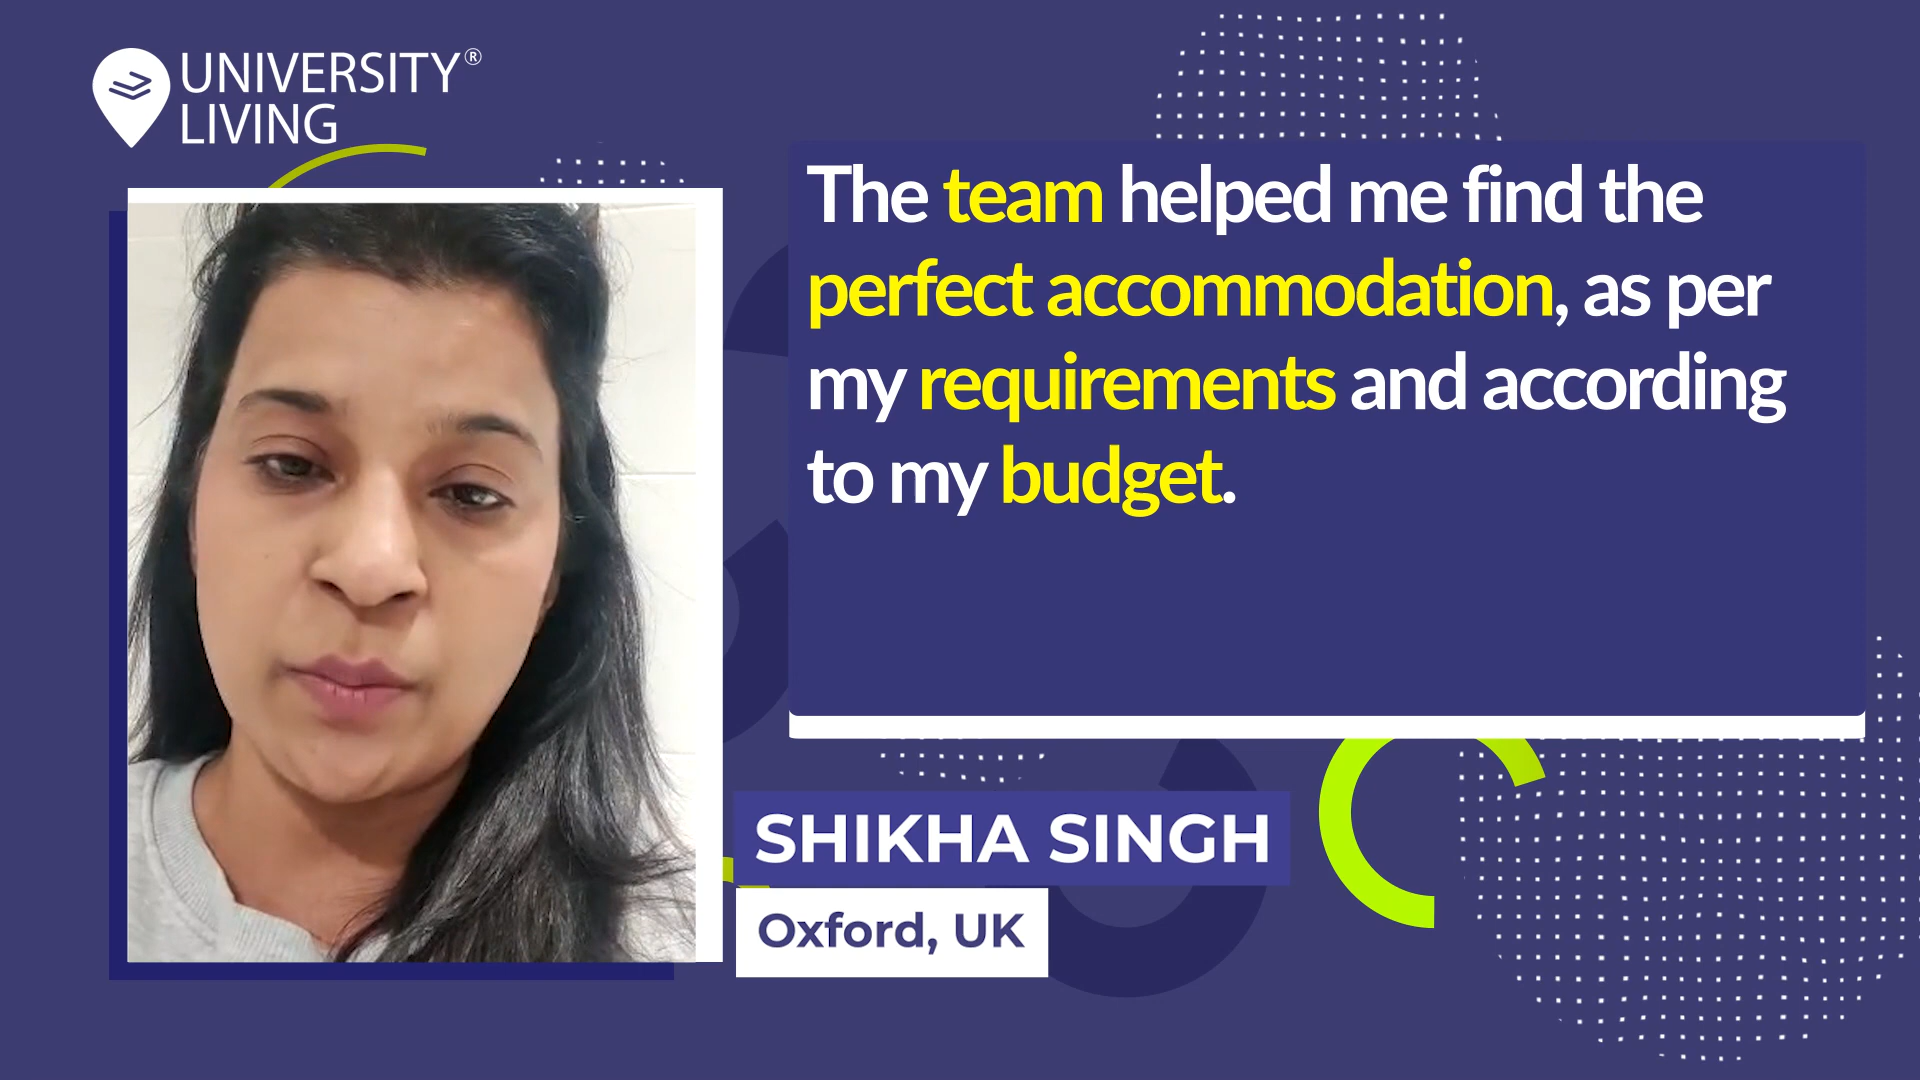 UNIVERSITY®
LIVING
The team helped me find the
perfect accommodation, as per
my requirements and according
to my budget.
SHIKHA SINGH
Oxford, UK